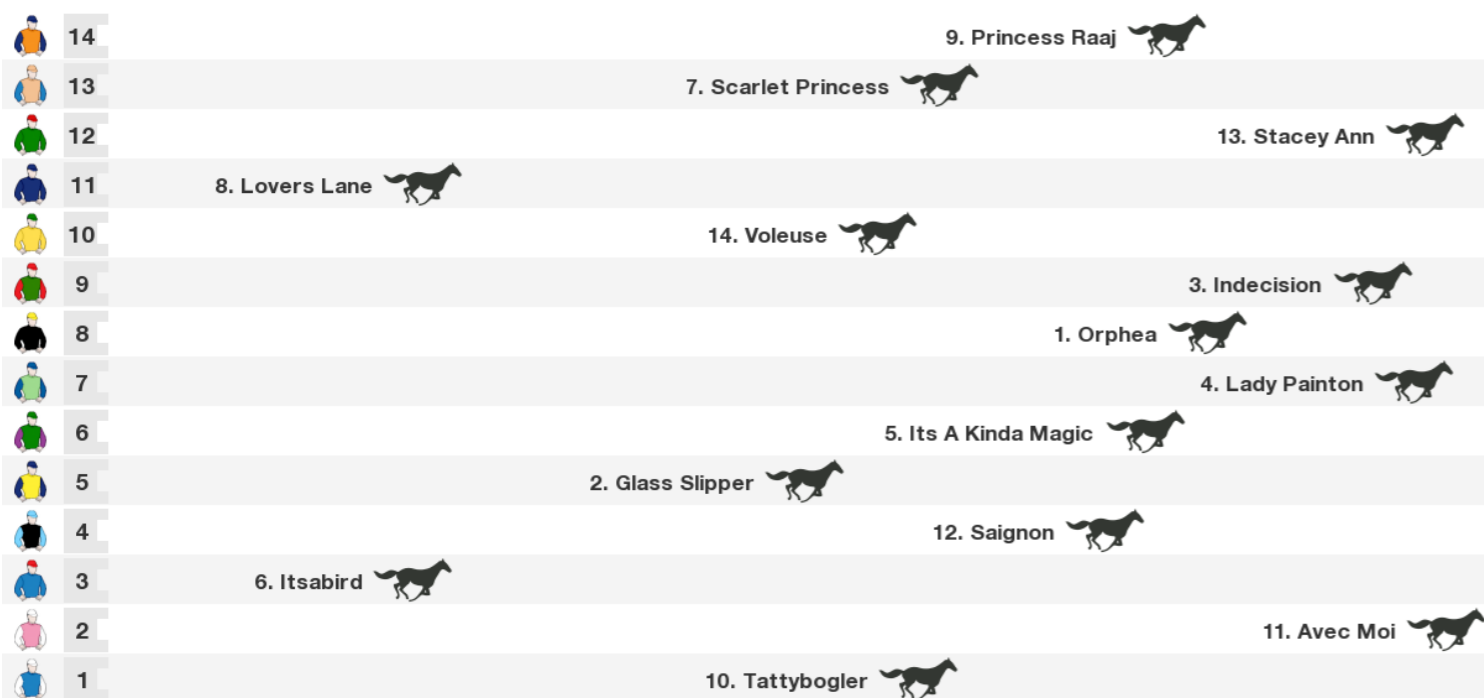 14 9. Princess Raaj
13 7. Scarlet Princess
12 13. Stacey Ann
11 8. Lovers Lane
10 14. Voleuse
9 3. Indecision
8 1. Orphea
7 4. Lady Painton
6 5. Its A Kinda Magic
5 2. Glass Slipper
4 12. Saignon
3 6. Itsabird
2 11. Avec Moi
1 10. Tattybogler